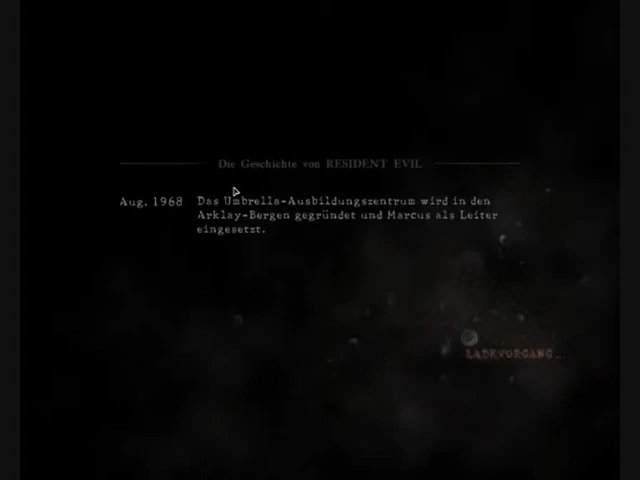 Die Geschichte von RESIDENT EVIL
Aug. 1968 Das Umbrella-Ausbildungszentrum wird in den
Arklay-Bergen gegründet und Marcus als Leiter
eingesetzt.
LADEVORGANG...